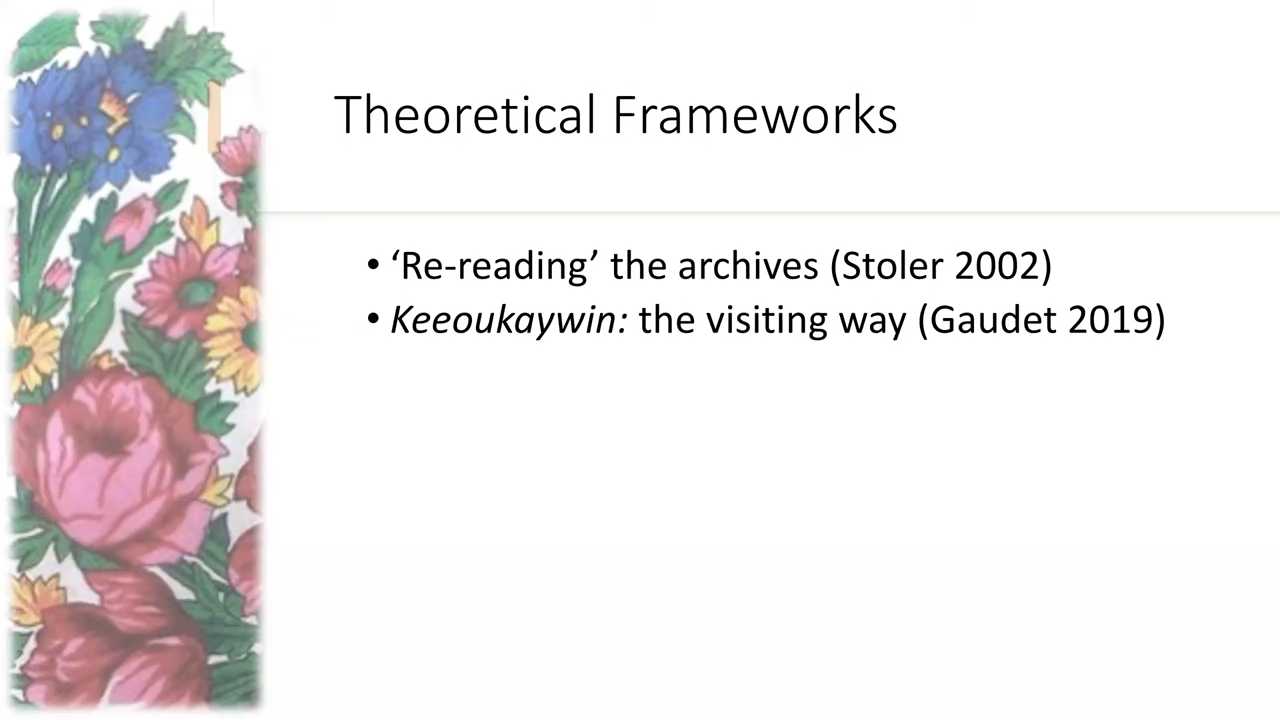 Theoretical Frameworks
• ‘Re-reading’ the archives (Stoler 2002)
• Keeoukaywin: the visiting way (Gaudet 2019)